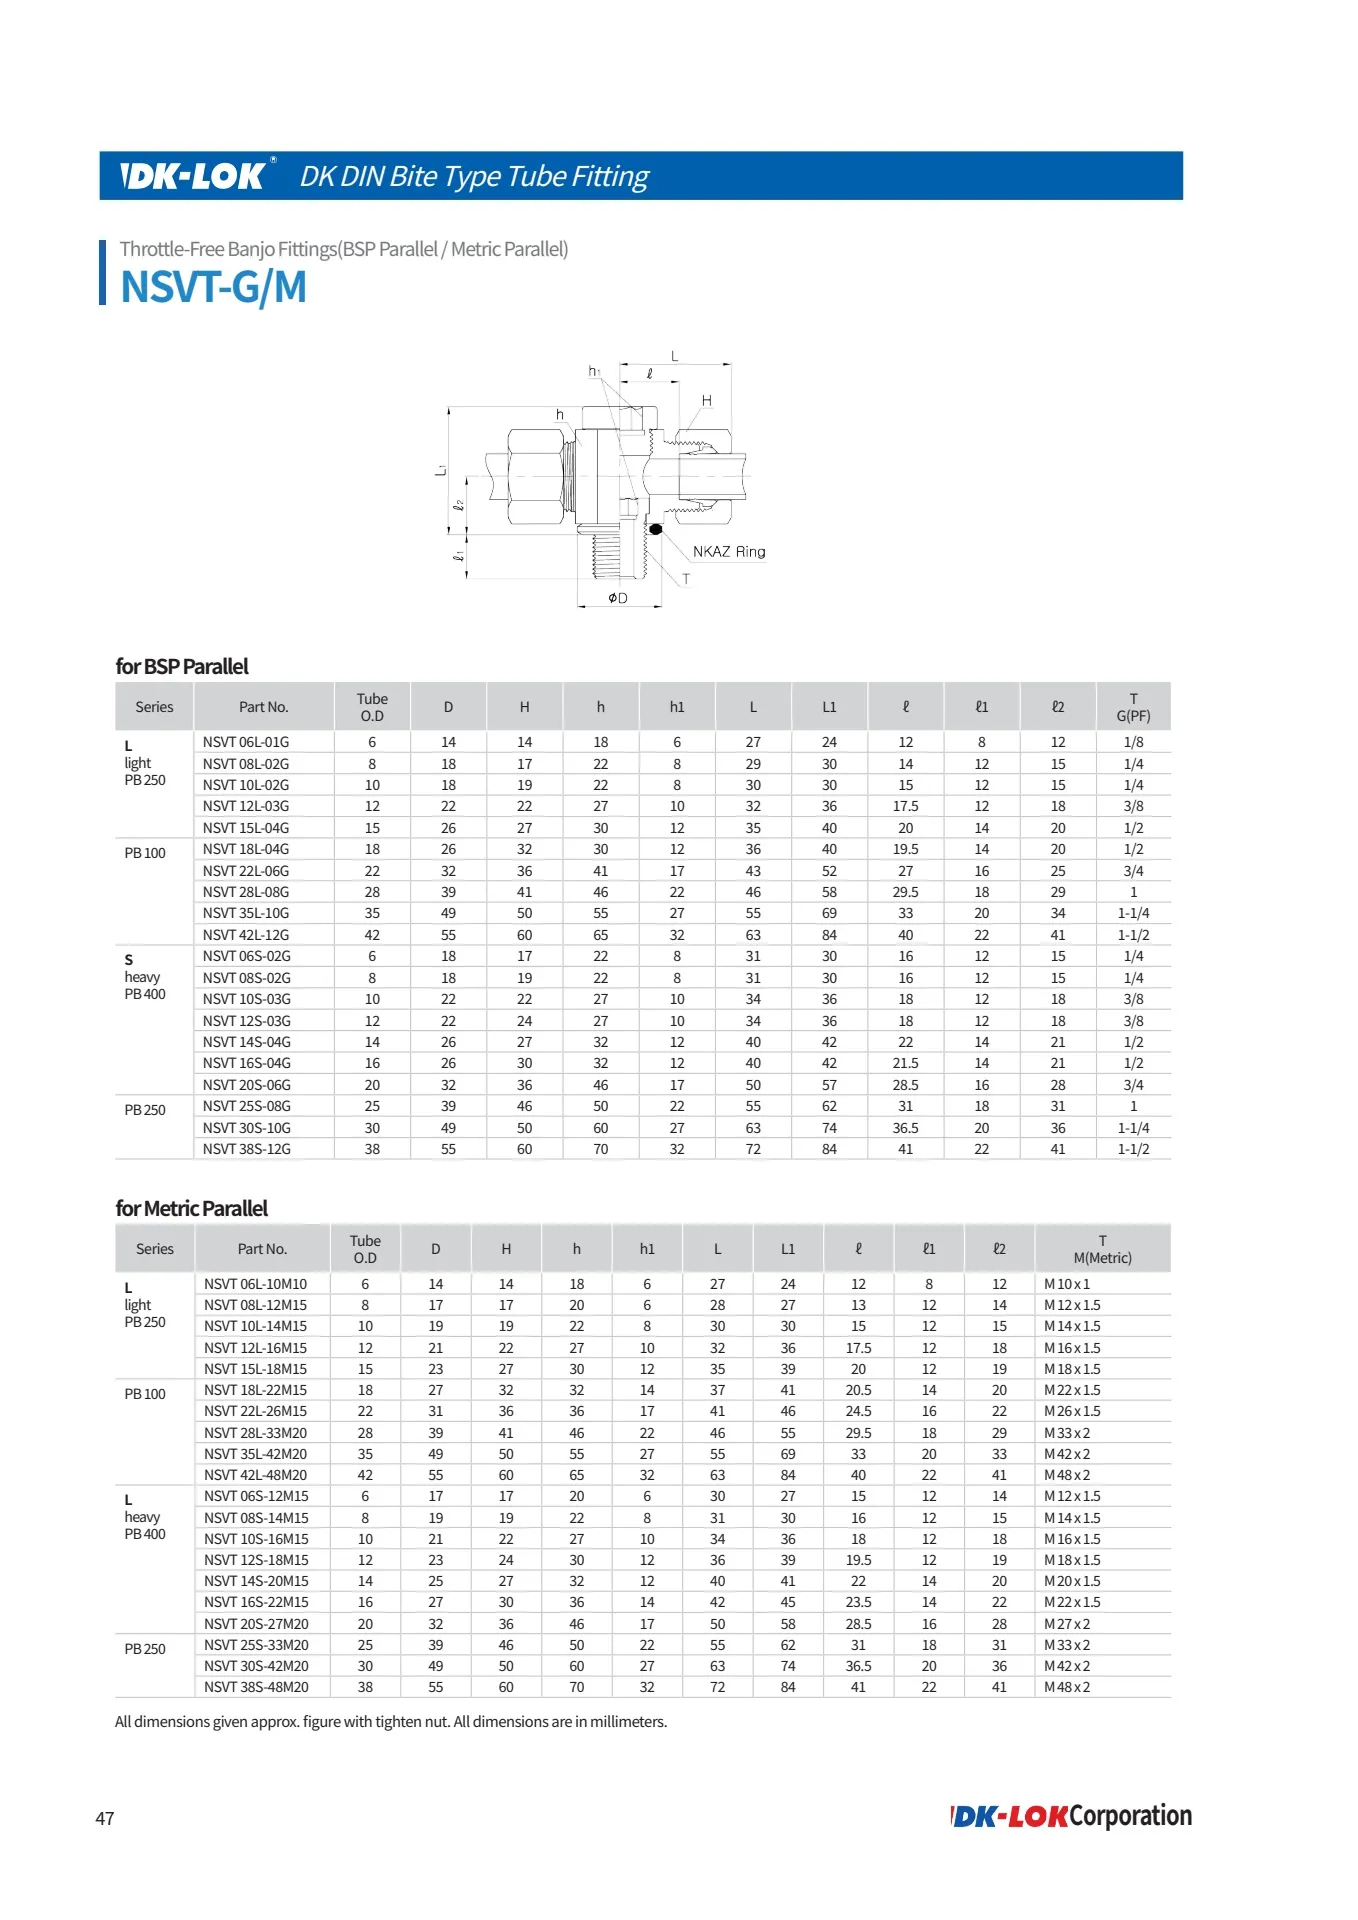 DK-LOK® DK DIN Bite Type Tube Fitting
Throttle-Free Banjo Fittings(BSP Parallel / Metric Parallel)
NSVT-G/M
L
h1 ℓ
H
h
L1
ℓ2
NKAZ Ring
ℓ1
T
ϕD
for BSP Parallel
Series Part No. Tube O.D D H h h1 L L1 ℓ ℓ1 ℓ2 T G(PF)
L light PB 250
NSVT 06L-01G 6 14 14 18 6 27 24 12 8 12 1/8
NSVT 08L-02G 8 18 17 22 8 29 30 14 12 15 1/4
NSVT 10L-02G 10 18 19 22 8 30 30 15 12 15 1/4
NSVT 12L-03G 12 22 22 27 10 32 36 17.5 12 18 3/8
NSVT 15L-04G 15 26 27 30 12 35 40 20 14 20 1/2
PB 100
NSVT 18L-04G 18 26 32 30 12 36 40 19.5 14 20 1/2
NSVT 22L-06G 22 32 36 41 17 43 52 27 16 25 3/4
NSVT 28L-08G 28 39 41 46 22 46 58 29.5 18 29 1
NSVT 35L-10G 35 49 50 55 27 55 69 33 20 34 1-1/4
NSVT 42L-12G 42 55 60 65 32 63 84 40 22 41 1-1/2
S heavy PB 400
NSVT 06S-02G 6 18 17 22 8 31 30 16 12 15 1/4
NSVT 08S-02G 8 18 19 22 8 31 30 16 12 15 1/4
NSVT 10S-03G 10 22 22 27 10 34 36 18 12 18 3/8
NSVT 12S-03G 12 22 24 27 10 34 36 18 12 18 3/8
NSVT 14S-04G 14 26 27 32 12 40 42 22 14 21 1/2
NSVT 16S-04G 16 26 30 32 12 40 42 21.5 14 21 1/2
NSVT 20S-06G 20 32 36 46 17 50 57 28.5 16 28 3/4
PB 250
NSVT 25S-08G 25 39 46 50 22 55 62 31 18 31 1
NSVT 30S-10G 30 49 50 60 27 63 74 36.5 20 36 1-1/4
NSVT 38S-12G 38 55 60 70 32 72 84 41 22 41 1-1/2
for Metric Parallel
Series Part No. Tube O.D D H h h1 L L1 ℓ ℓ1 ℓ2 T M(Metric)
L light PB 250
NSVT 06L-10M10 6 14 14 18 6 27 24 12 8 12 M 10 x 1
NSVT 08L-12M15 8 17 17 20 6 28 27 13 12 14 M 12 x 1.5
NSVT 10L-14M15 10 19 19 22 8 30 30 15 12 15 M 14 x 1.5
NSVT 12L-16M15 12 21 22 27 10 32 36 17.5 12 18 M 16 x 1.5
NSVT 15L-18M15 15 23 27 30 12 35 39 20 12 19 M 18 x 1.5
PB 100
NSVT 18L-22M15 18 27 32 32 14 37 41 20.5 14 20 M 22 x 1.5
NSVT 22L-26M15 22 31 36 36 17 41 46 24.5 16 22 M 26 x 1.5
NSVT 28L-33M20 28 39 41 46 22 46 55 29.5 18 29 M 33 x 2
NSVT 35L-42M20 35 49 50 55 27 55 69 33 20 33 M 42 x 2
NSVT 42L-48M20 42 55 60 65 32 63 84 40 22 41 M 48 x 2
L heavy PB 400
NSVT 06S-12M15 6 17 17 20 6 30 27 15 12 14 M 12 x 1.5
NSVT 08S-14M15 8 19 19 22 8 31 30 16 12 15 M 14 x 1.5
NSVT 10S-16M15 10 21 22 27 10 34 36 18 12 18 M 16 x 1.5
NSVT 12S-18M15 12 23 24 30 12 36 39 19.5 12 19 M 18 x 1.5
NSVT 14S-20M15 14 25 27 32 12 40 41 22 14 20 M 20 x 1.5
NSVT 16S-22M15 16 27 30 36 14 42 45 23.5 14 22 M 22 x 1.5
NSVT 20S-27M20 20 32 36 46 17 50 58 28.5 16 28 M 27 x 2
PB 250
NSVT 25S-33M20 25 39 46 50 22 55 62 31 18 31 M 33 x 2
NSVT 30S-42M20 30 49 50 60 27 63 74 36.5 20 36 M 42 x 2
NSVT 38S-48M20 38 55 60 70 32 72 84 41 22 41 M 48 x 2
All dimensions given approx. figure with tighten nut. All dimensions are in millimeters.
47
DK-LOK Corporation